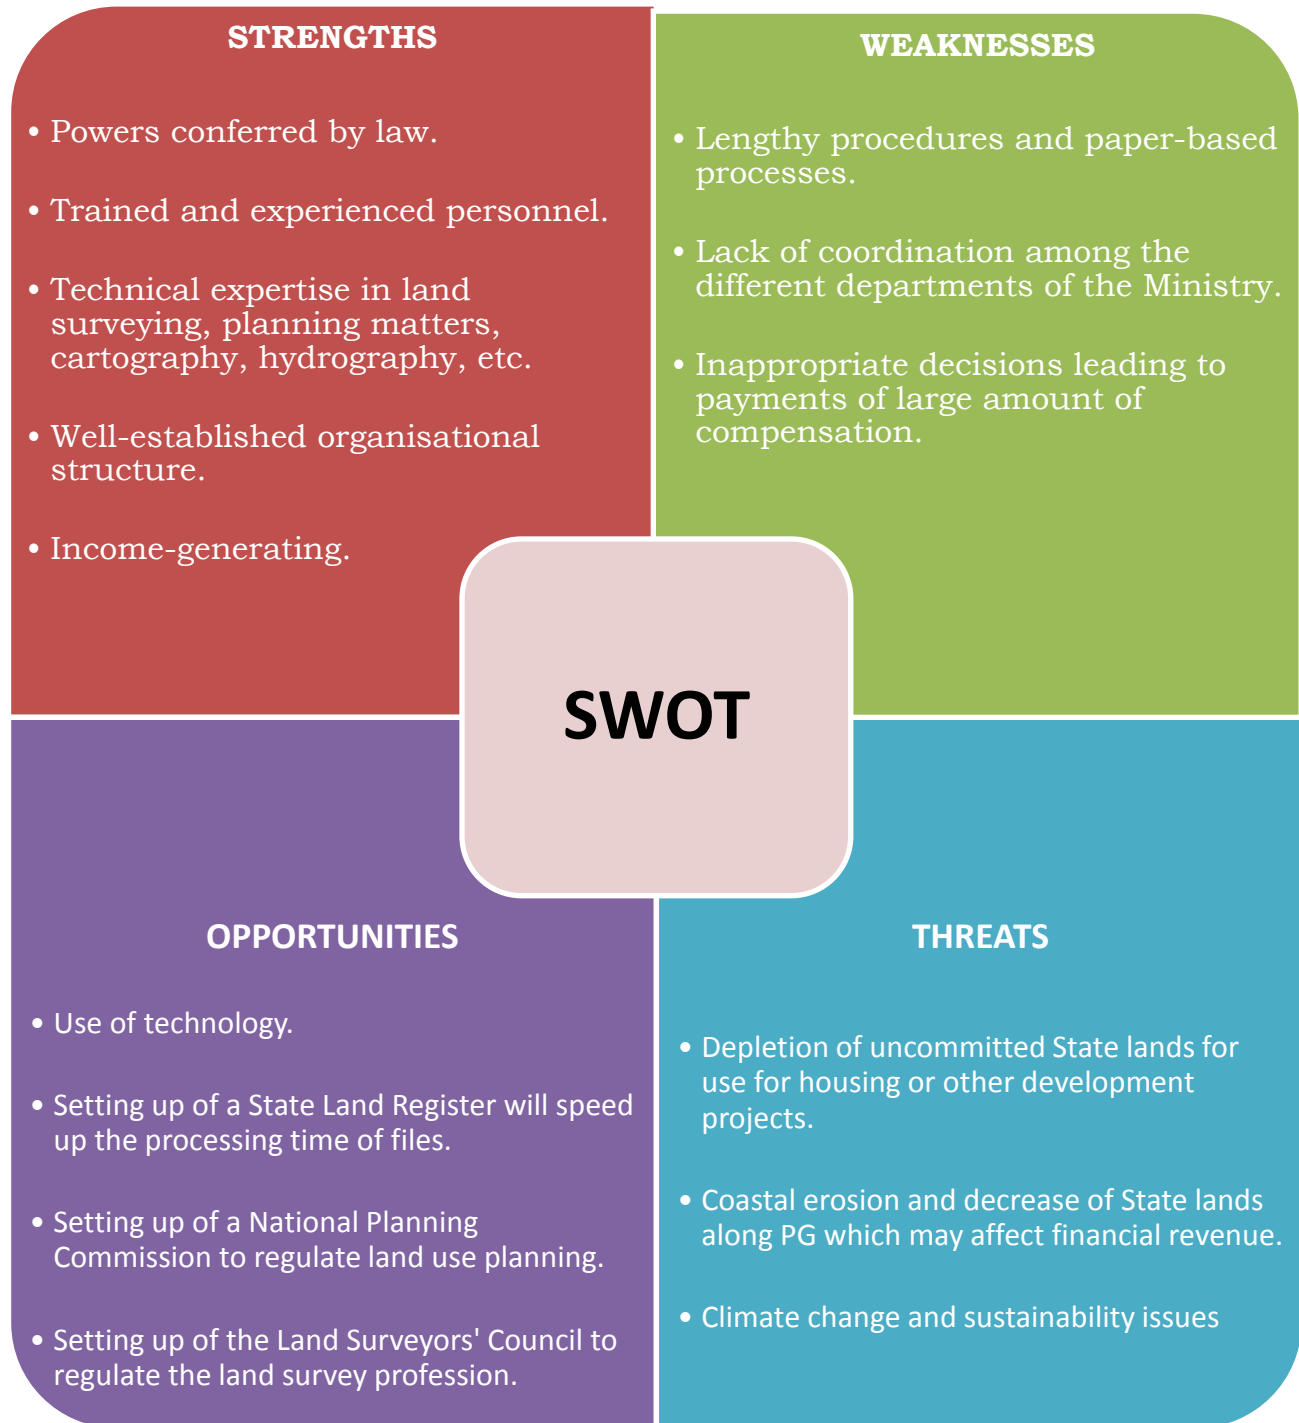 STRENGTHS
• Powers conferred by law.
• Trained and experienced personnel.
• Technical expertise in land
surveying, planning matters,
cartography, hydrography, etc.
• Well-established organisational
structure.
• Income-generating.
WEAKNESSES
• Lengthy procedures and paper-based
processes.
• Lack of coordination among the
different departments of the Ministry.
• Inappropriate decisions leading to
payments of large amount of
compensation.
SWOT
OPPORTUNITIES
• Use of technology.
• Setting up of a State Land Register will speed
up the processing time of files.
• Setting up of a National Planning
Commission to regulate land use planning.
• Setting up of the Land Surveyors' Council to
regulate the land survey profession.
THREATS
• Depletion of uncommitted State lands for
use for housing or other development
projects.
• Coastal erosion and decrease of State lands
along PG which may affect financial revenue.
• Climate change and sustainability issues